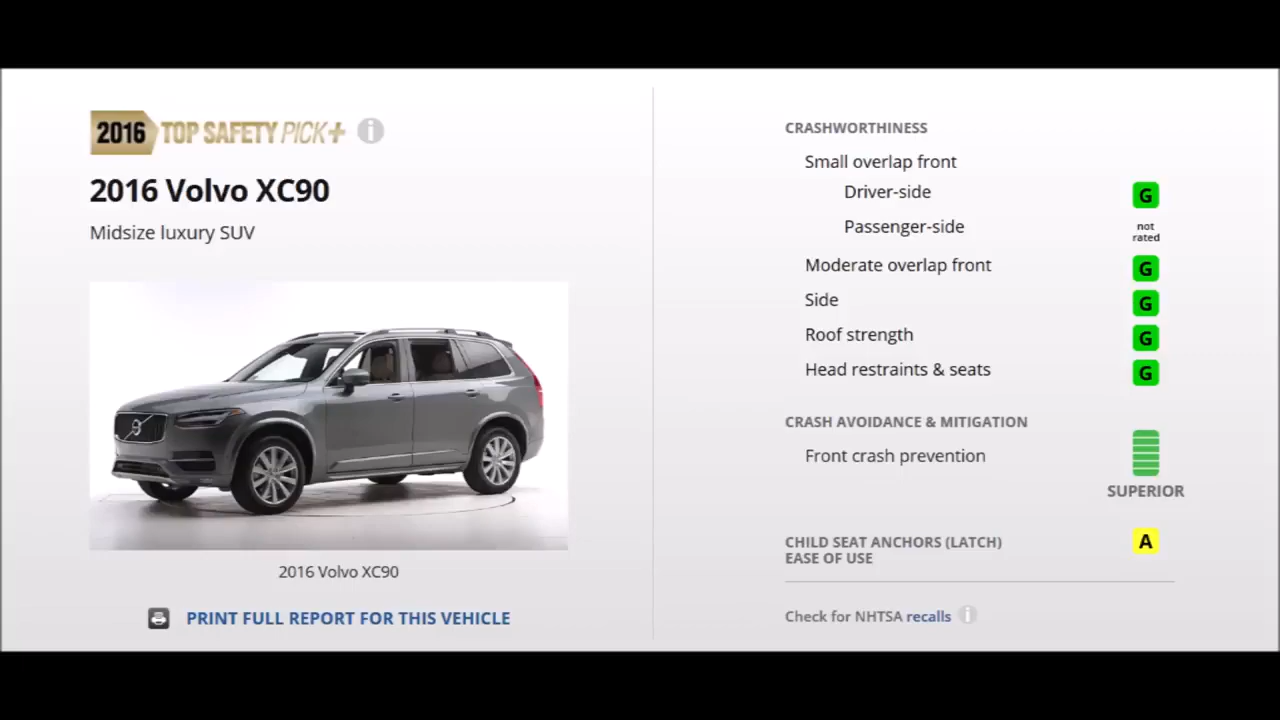 2016 TOP SAFETY PICK+
2016 Volvo XC90
Midsize luxury SUV
2016 Volvo XC90
PRINT FULL REPORT FOR THIS VEHICLE
CRASHWORTHINESS
Small overlap front
Driver-side G
Passenger-side not rated
Moderate overlap front G
Side G
Roof strength G
Head restraints & seats G
CRASH AVOIDANCE & MITIGATION
Front crash prevention
SUPERIOR
CHILD SEAT ANCHORS (LATCH) A
EASE OF USE
Check for NHTSA recalls